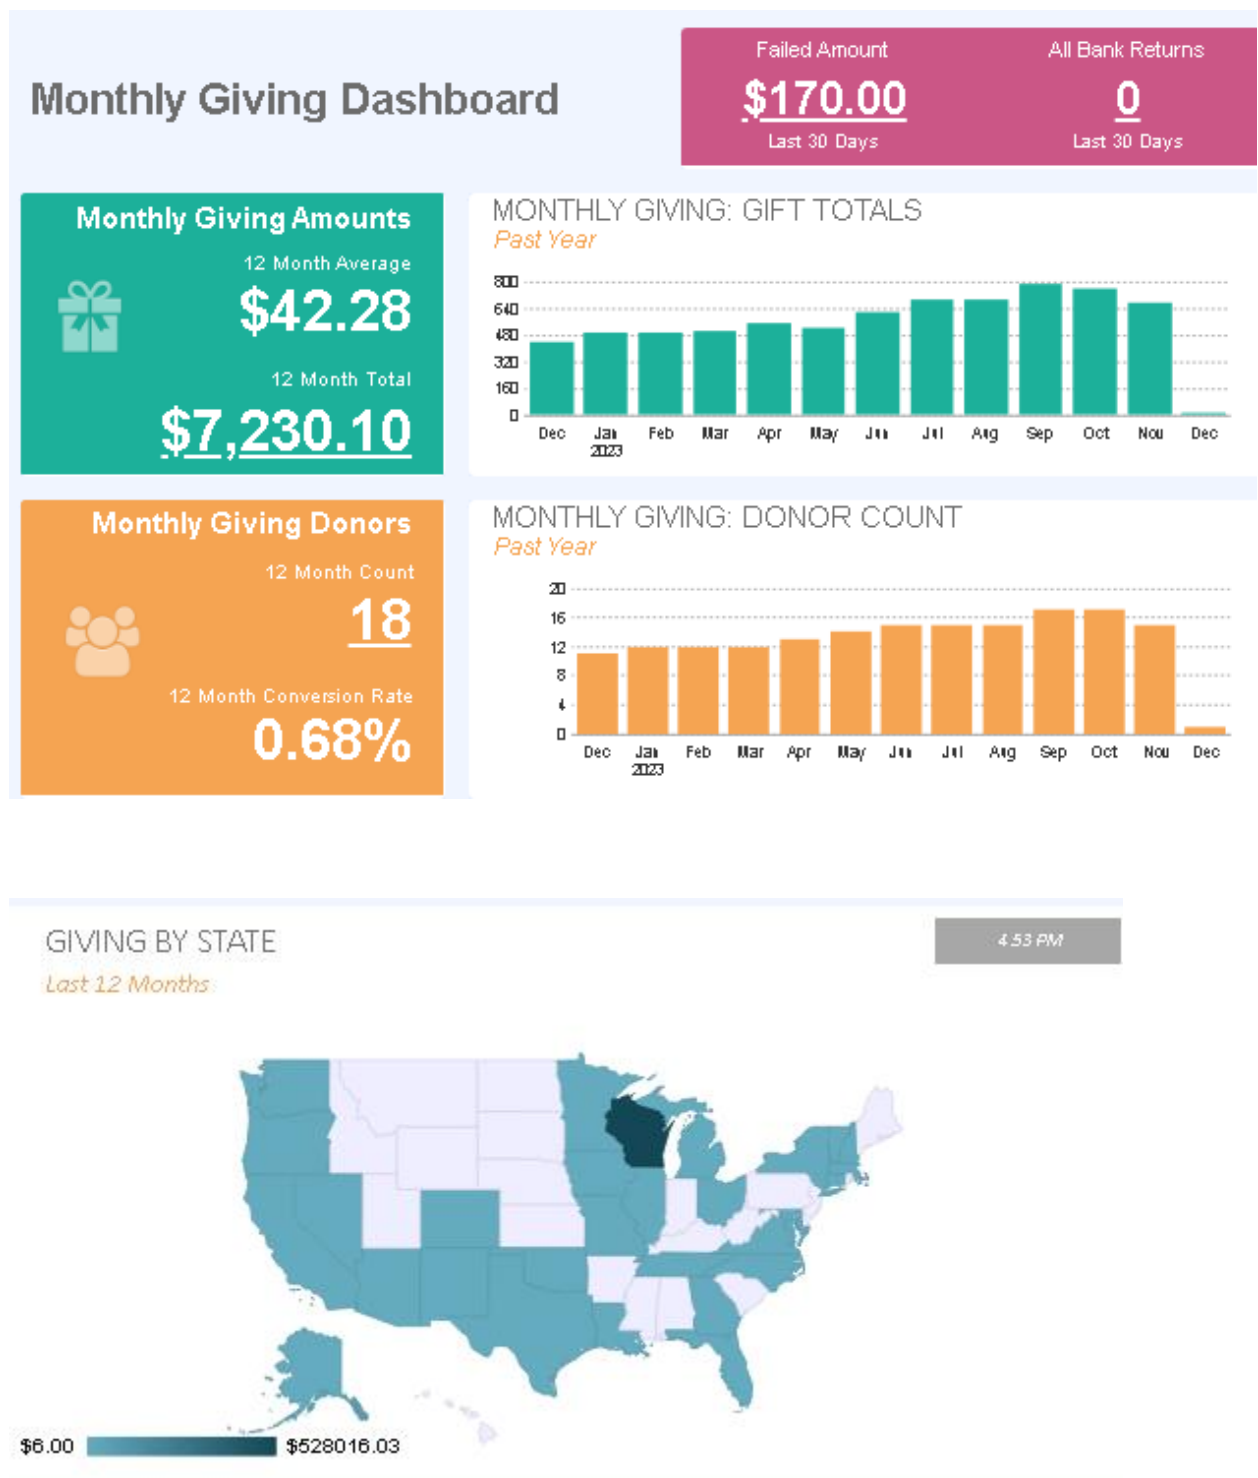 Monthly Giving Dashboard
Failed Amount
$170.00
Last 30 Days
All Bank Returns
0
Last 30 Days
Monthly Giving Amounts
12 Month Average
$42.28
12 Month Total
$7,230.10
MONTHLY GIVING: GIFT TOTALS
Past Year
800
640
480
320
160
0
Dec Jan Feb Mar Apr May Jun Jul Aug Sep Oct Nov Dec
2023
Monthly Giving Donors
12 Month Count
18
12 Month Conversion Rate
0.68%
MONTHLY GIVING: DONOR COUNT
Past Year
20
16
12
8
4
0
Dec Jan Feb Mar Apr May Jun Jul Aug Sep Oct Nov Dec
2023
GIVING BY STATE
Last 12 Months
4:53 PM
$6.00
$528016.03